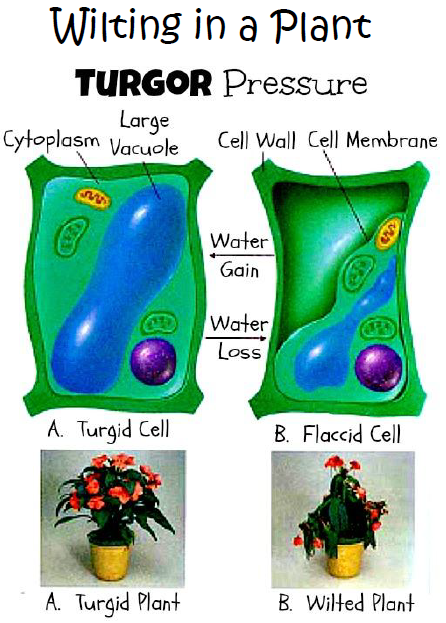 Wilting in a Plant
TURGOR Pressure
Cytoplasm
Large
Vacuole
Cell Wall
Cell Membrane
Water
Gain
Water
Loss
A. Turgid Cell
B. Flaccid Cell
A. Turgid Plant
B. Wilted Plant